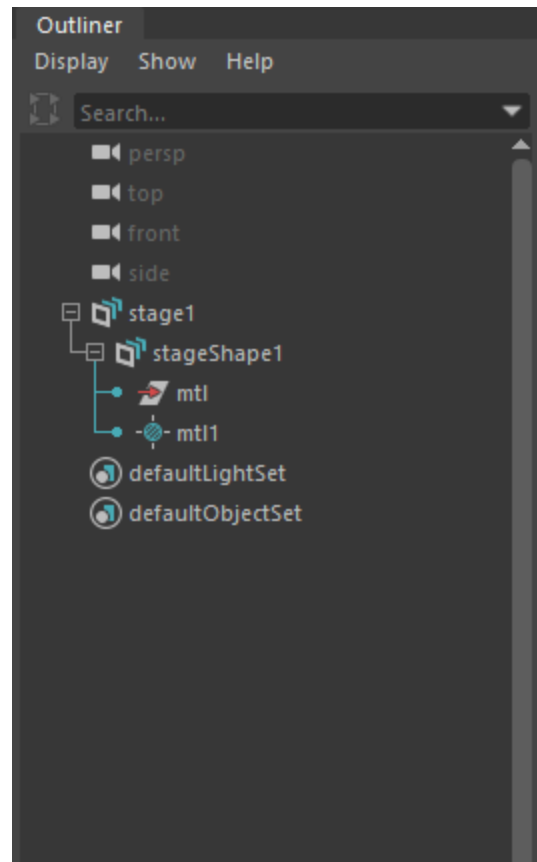 Outliner
Display Show Help
Search...
persp
top
front
side
stage1
stageShape1
mtl
mtl1
defaultLightSet
defaultObjectSet